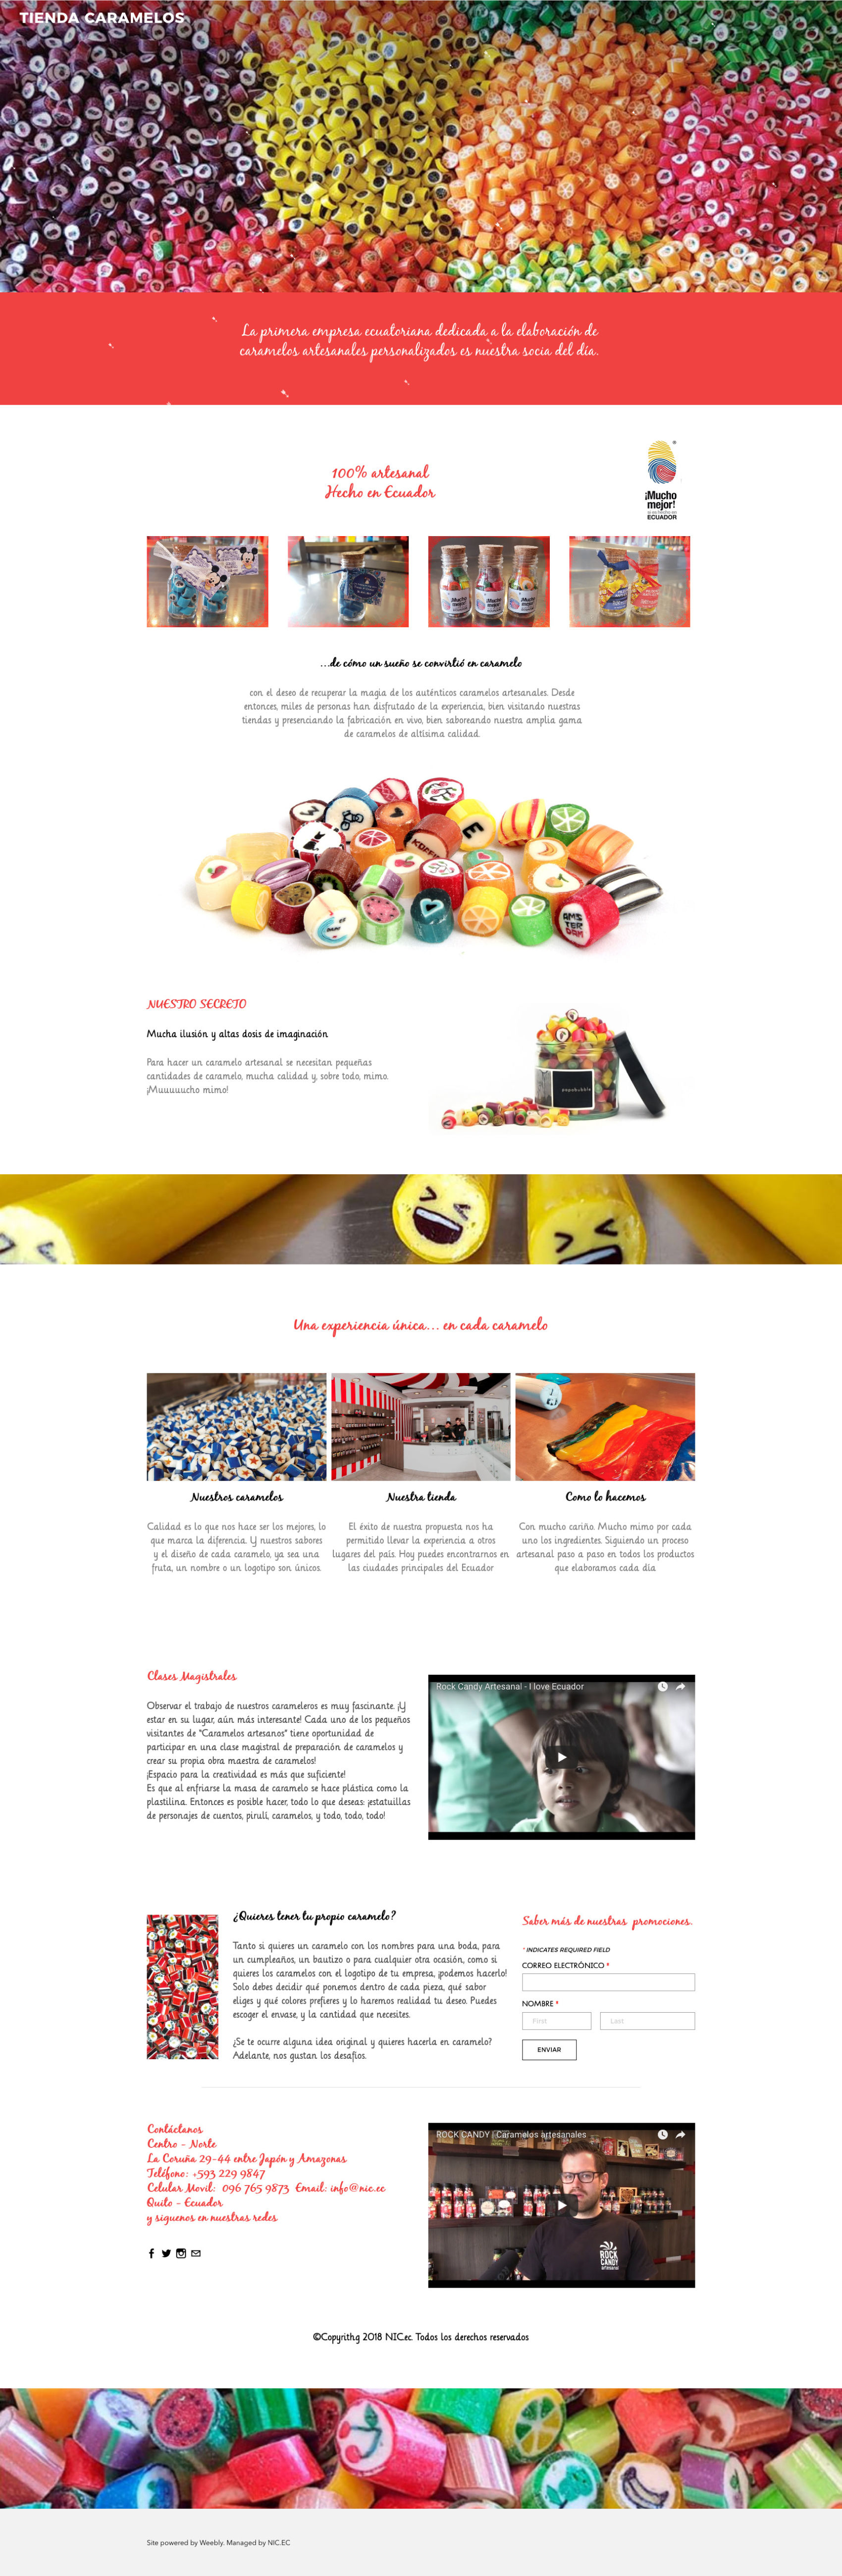 TIENDA CARAMELOS
La primera empresa ecuatoriana dedicada a la elaboración de
caramelos artesanales personalizados es nuestra socia del día.
100% artesanal
Hecho en Ecuador
¡Mucho
mejor!
si es hecho en
ECUADOR
Mucho
mejor
Mucho
mejor
Mucho
mejor
...de cómo un sueño se convirtió en caramelo
con el deseo de recuperar la magia de los auténticos caramelos artesanales. Desde
entonces, miles de personas han disfrutado de la experiencia, bien visitando nuestras
tiendas y presenciando la fabricación en vivo, bien saboreando nuestra amplia gama
de caramelos de altísima calidad.
E
KOFFIE
AMS
TER
DAM
NUESTRO SECRETO
Mucha ilusión y altas dosis de imaginación
Para hacer un caramelo artesanal se necesitan pequeñas
cantidades de caramelo, mucha calidad y, sobre todo, mimo.
¡Muuuuucho mimo!
papabubble
Una experiencia única... en cada caramelo
Nuestros caramelos
Calidad es lo que nos hace ser los mejores, lo
que marca la diferencia. Y nuestros sabores
y el diseño de cada caramelo, ya sea una
fruta, un nombre o un logotipo son únicos.
Nuestra tienda
El éxito de nuestra propuesta nos ha
permitido llevar la experiencia a otros
lugares del país. Hoy puedes encontrarnos en
las ciudades principales del Ecuador
Como lo hacemos
Con mucho cariño. Mucho mimo por cada
uno los ingredientes. Siguiendo un proceso
artesanal paso a paso en todos los productos
que elaboramos cada día
Clases Magistrales
Observar el trabajo de nuestros carameleros es muy fascinante. ¡Y
estar en su lugar, aún más interesante! Cada uno de los pequeños
visitantes de "Caramelos artesanos" tiene oportunidad de
participar en una clase magistral de preparación de caramelos y
crear su propia obra maestra de caramelos!
¡Espacio para la creatividad es más que suficiente!
Es que al enfriarse la masa de caramelo se hace plástica como la
plastilina. Entonces es posible hacer, todo lo que deseas: ¡estatuillas
de personajes de cuentos, pirulí, caramelos, y todo, todo, todo!
Rock Candy Artesanal - I love Ecuador
¿Quieres tener tu propio caramelo?
Tanto si quieres un caramelo con los nombres para una boda, para
un cumpleaños, un bautizo o para cualquier otra ocasión, como si
quieres los caramelos con el logotipo de tu empresa, ¡podemos hacerlo!
Solo debes decidir qué ponemos dentro de cada pieza, qué sabor
eliges y qué colores prefieres y lo haremos realidad tu deseo. Puedes
escoger el envase, y la cantidad que necesites.
¿Se te ocurre alguna idea original y quieres hacerla en caramelo?
Adelante, nos gustan los desafíos.
Saber más de nuestras promociones.
* INDICATES REQUIRED FIELD
CORREO ELECTRÓNICO *
NOMBRE *
First
Last
ENVIAR
Contáctanos
Centro - Norte
La Coruña 29-44 entre Japón y Amazonas
Teléfono: +593 229 9847
Celular Movil: 096 765 9873 Email: info@nic.ec
Quito - Ecuador
y siguenos en nuestras redes
ROCK CANDY | Caramelos artesanales
ROCK
CANDY
artesanal
©Copyrithg 2018 NIC.ec. Todos los derechos reservados
Site powered by Weebly. Managed by NIC.EC